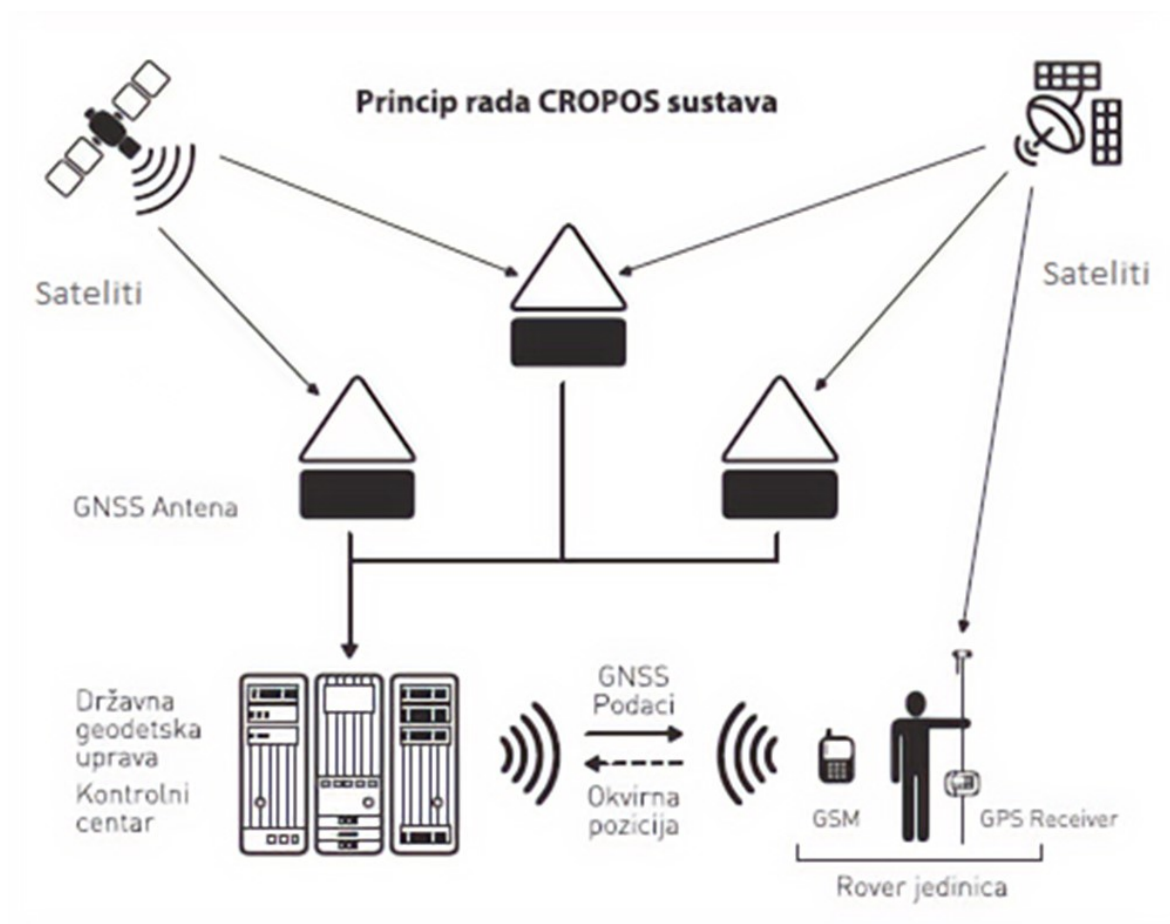 Princip rada CROPOS sustava
Sateliti
Sateliti
GNSS Antena
Državna
geodetska
uprava
Kontrolni
centar
GNSS
Podaci
Okvirna
pozicija
GSM
GPS Receiver
Rover jedinica